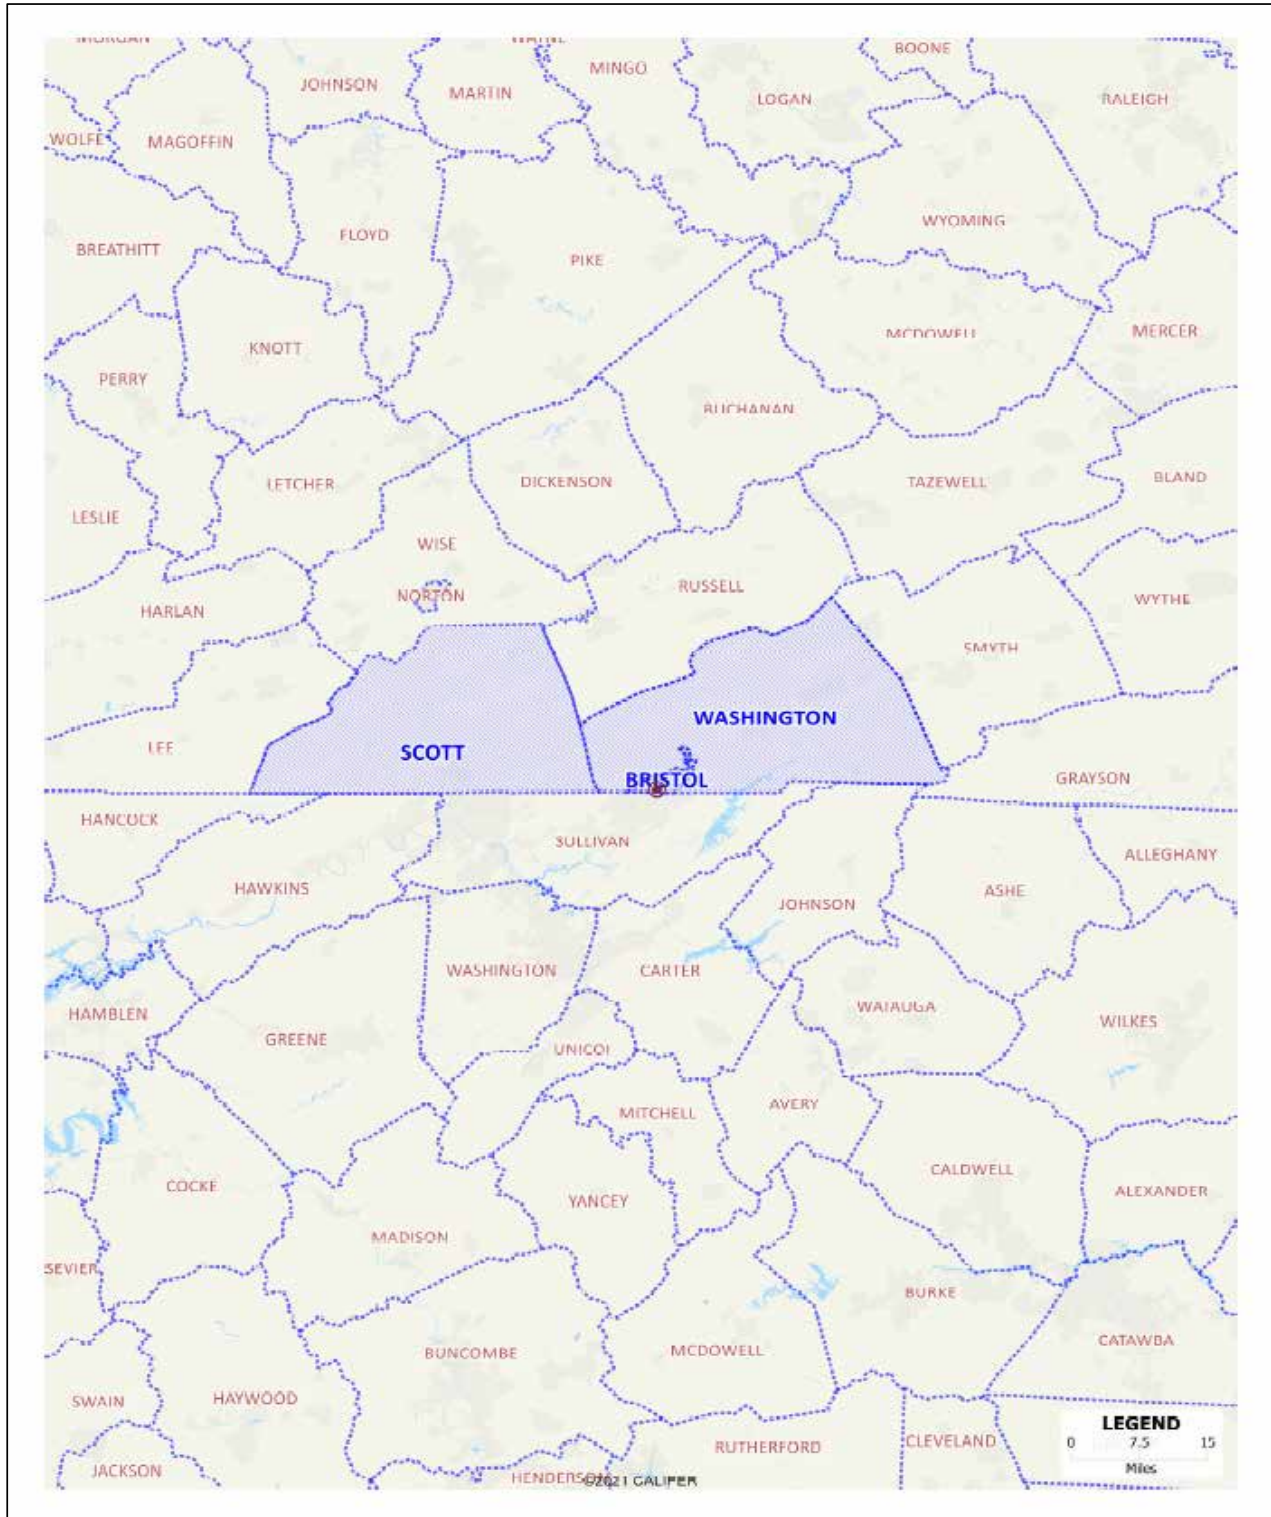 MORGAN
WAYNE
BOONE
MINGO
JOHNSON
MARTIN
LOGAN
RALEIGH
WOLFE
MAGOFFIN
WYOMING
FLOYD
BREATHITT
PIKE
MCDOWELL
MERCER
KNOTT
PERRY
BUCHANAN
LETCHER
DICKENSON
TAZEWELL
BLAND
LESLIE
WISE
RUSSELL
NORTON
HARLAN
WYTHE
SMYTH
WASHINGTON
LEE
SCOTT
BRISTOL
GRAYSON
HANCOCK
SULLIVAN
ALLEGHANY
HAWKINS
JOHNSON
ASHE
WASHINGTON
CARTER
HAMBLEN
WATAUGA
WILKES
GREENE
UNICOI
MITCHELL
AVERY
COCKE
YANCEY
CALDWELL
ALEXANDER
MADISON
SEVIER
BURKE
BUNCOMBE
MCDOWELL
CATAWBA
SWAIN
HAYWOOD
LEGEND
0 7.5 15
Miles
RUTHERFORD
CLEVELAND
JACKSON
HENDERSON
©2021 CALIPER